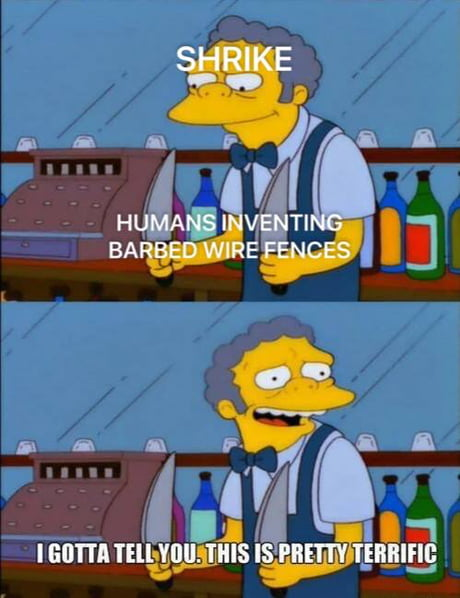 SHRIKE
HUMANS INVENTING
BARBED WIRE FENCES
I GOTTA TELL YOU. THIS IS PRETTY TERRIFIC